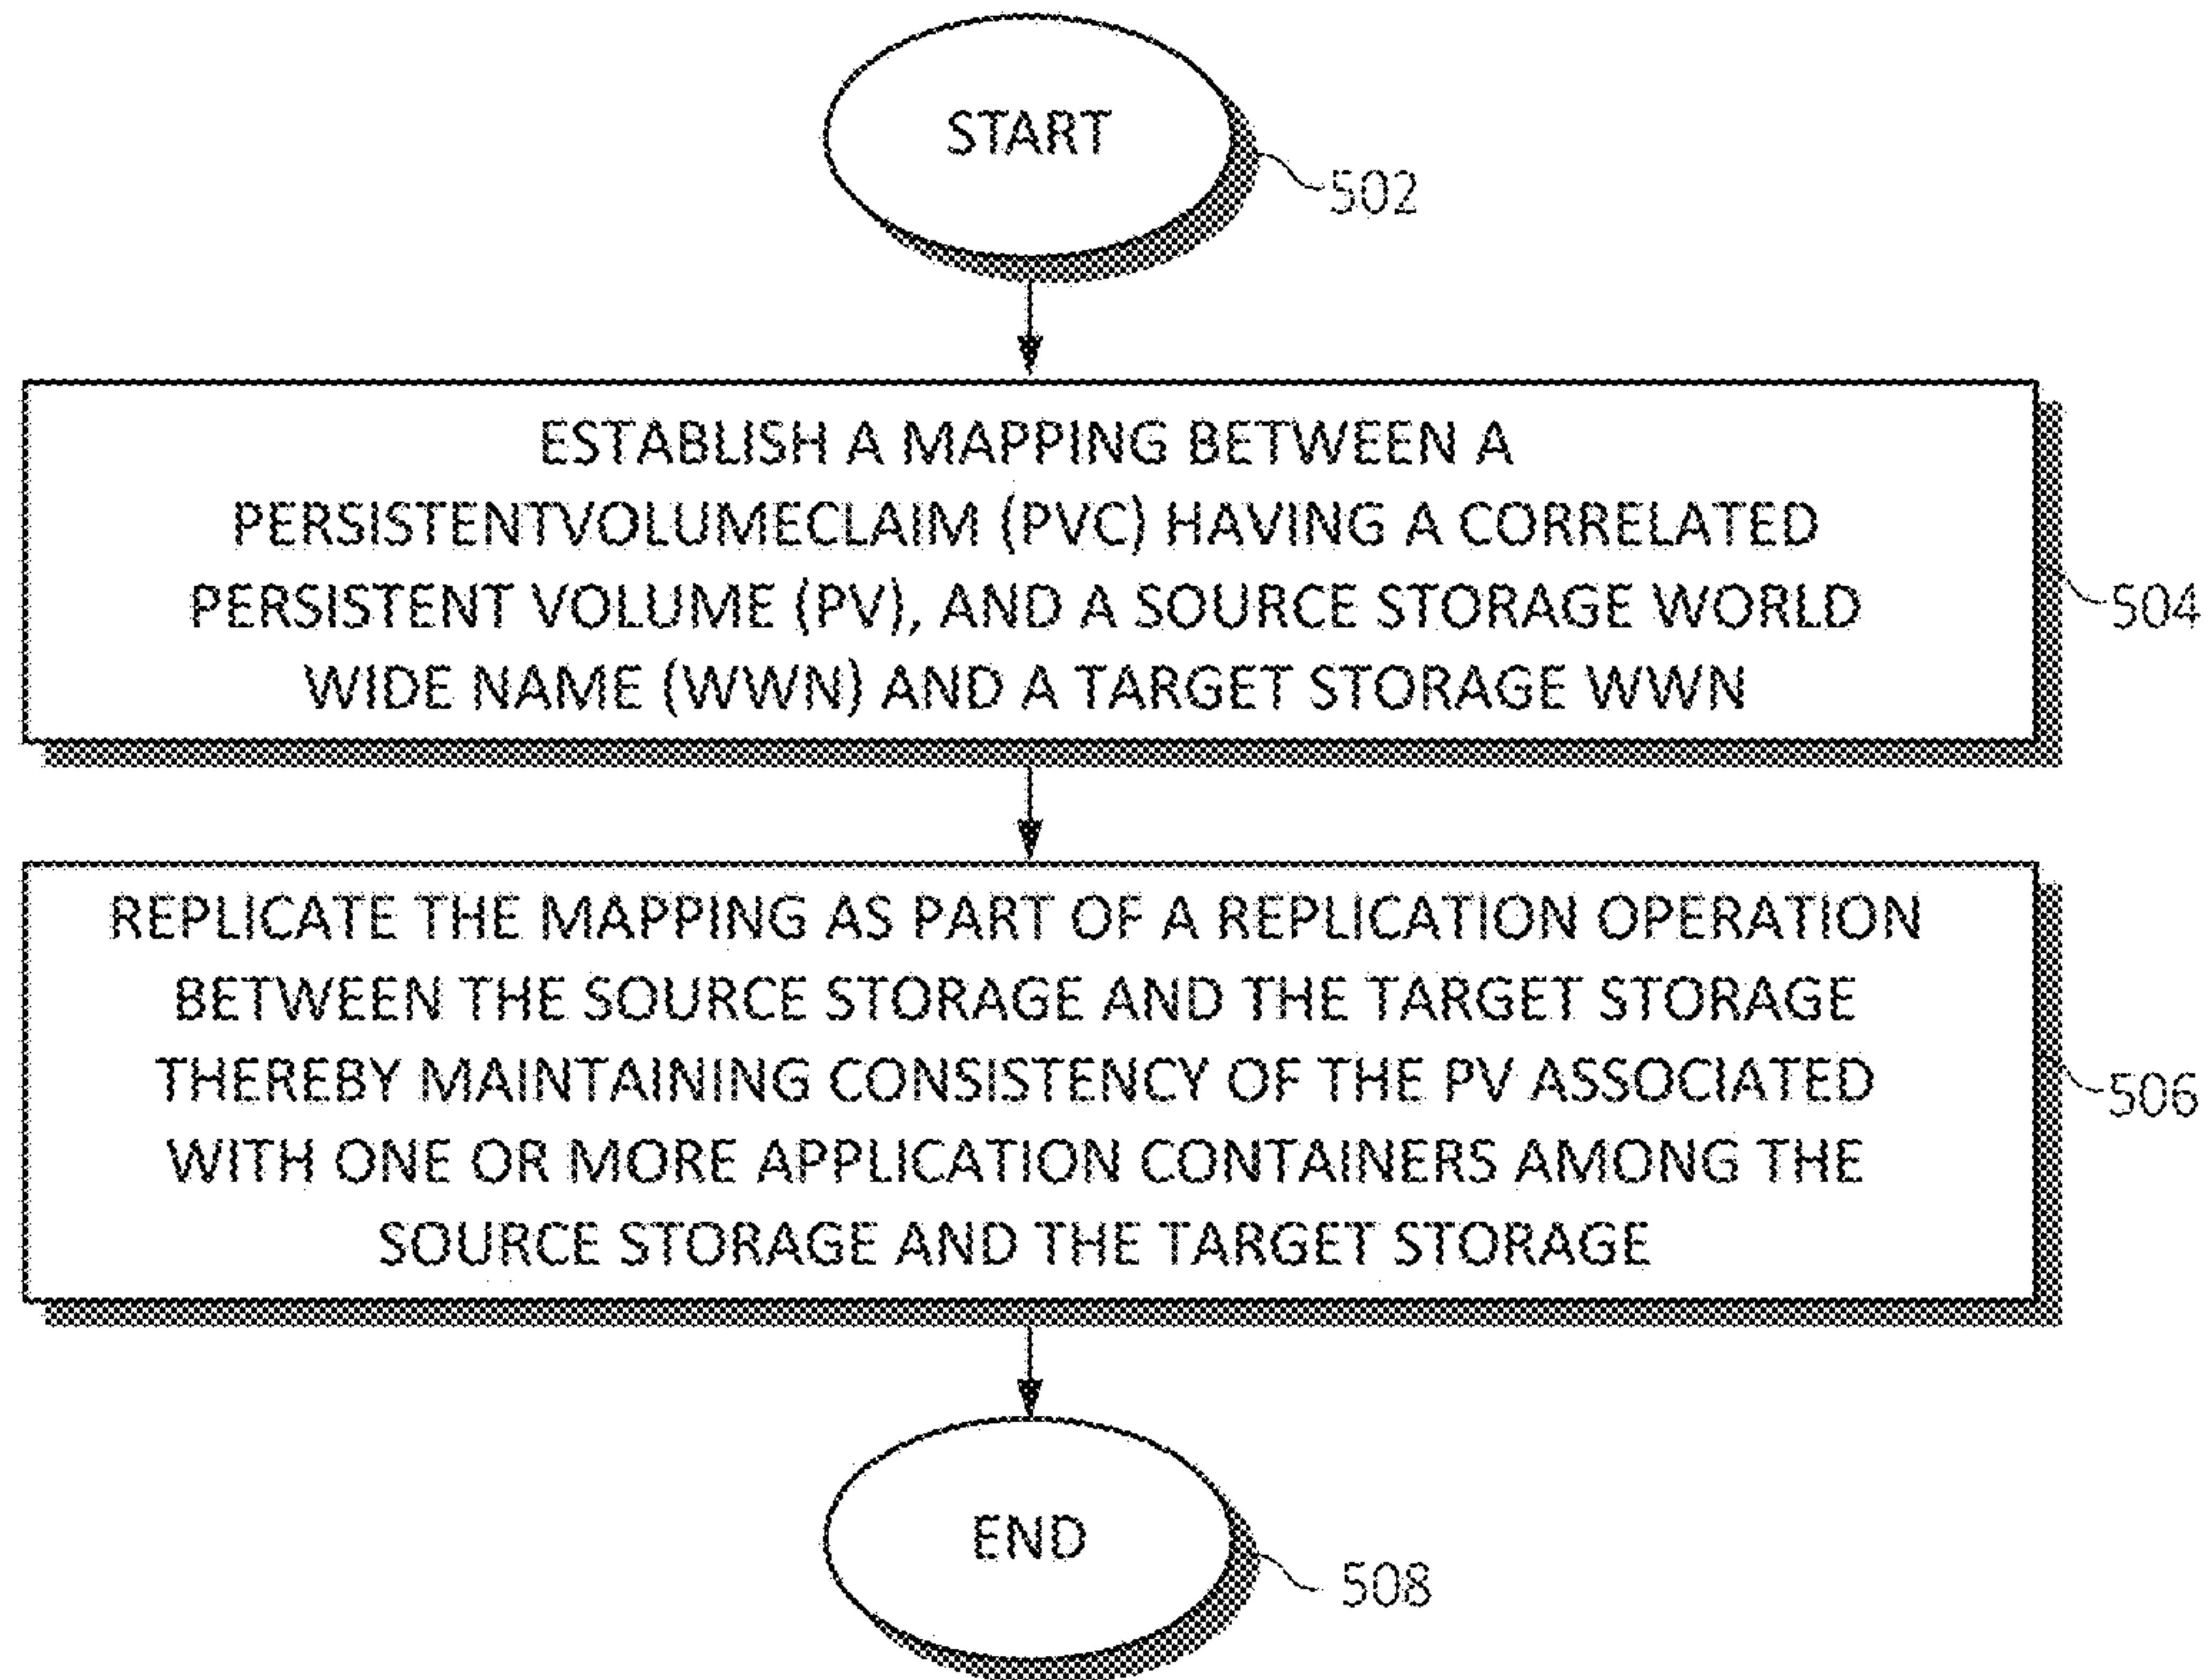 START
502
ESTABLISH A MAPPING BETWEEN A
PERSISTENTVOLUMECLAIM (PVC) HAVING A CORRELATED
PERSISTENT VOLUME (PV), AND A SOURCE STORAGE WORLD
WIDE NAME (WWN) AND A TARGET STORAGE WWN
504
REPLICATE THE MAPPING AS PART OF A REPLICATION OPERATION
BETWEEN THE SOURCE STORAGE AND THE TARGET STORAGE
THEREBY MAINTAINING CONSISTENCY OF THE PV ASSOCIATED
WITH ONE OR MORE APPLICATION CONTAINERS AMONG THE
SOURCE STORAGE AND THE TARGET STORAGE
506
END
508